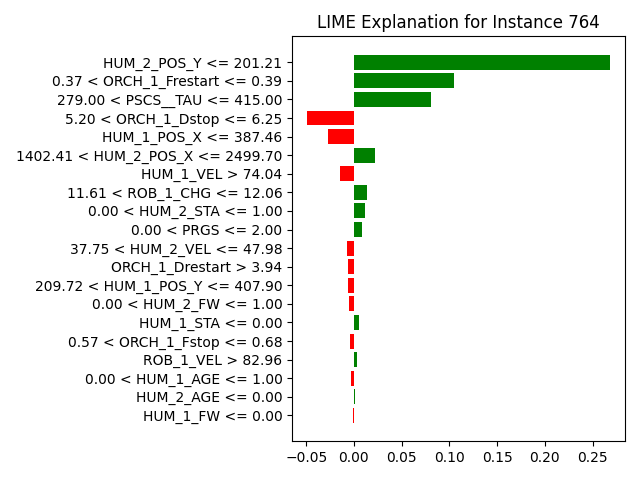 LIME Explanation for Instance 764
HUM_2_POS_Y <= 201.21
0.37 < ORCH_1_Frestart <= 0.39
279.00 < PSCS__TAU <= 415.00
5.20 < ORCH_1_Dstop <= 6.25
HUM_1_POS_X <= 387.46
1402.41 < HUM_2_POS_X <= 2499.70
HUM_1_VEL > 74.04
11.61 < ROB_1_CHG <= 12.06
0.00 < HUM_2_STA <= 1.00
0.00 < PRGS <= 2.00
37.75 < HUM_2_VEL <= 47.98
ORCH_1_Drestart > 3.94
209.72 < HUM_1_POS_Y <= 407.90
0.00 < HUM_2_FW <= 1.00
HUM_1_STA <= 0.00
0.57 < ORCH_1_Fstop <= 0.68
ROB_1_VEL > 82.96
0.00 < HUM_1_AGE <= 1.00
HUM_2_AGE <= 0.00
HUM_1_FW <= 0.00
−0.05 0.00 0.05 0.10 0.15 0.20 0.25